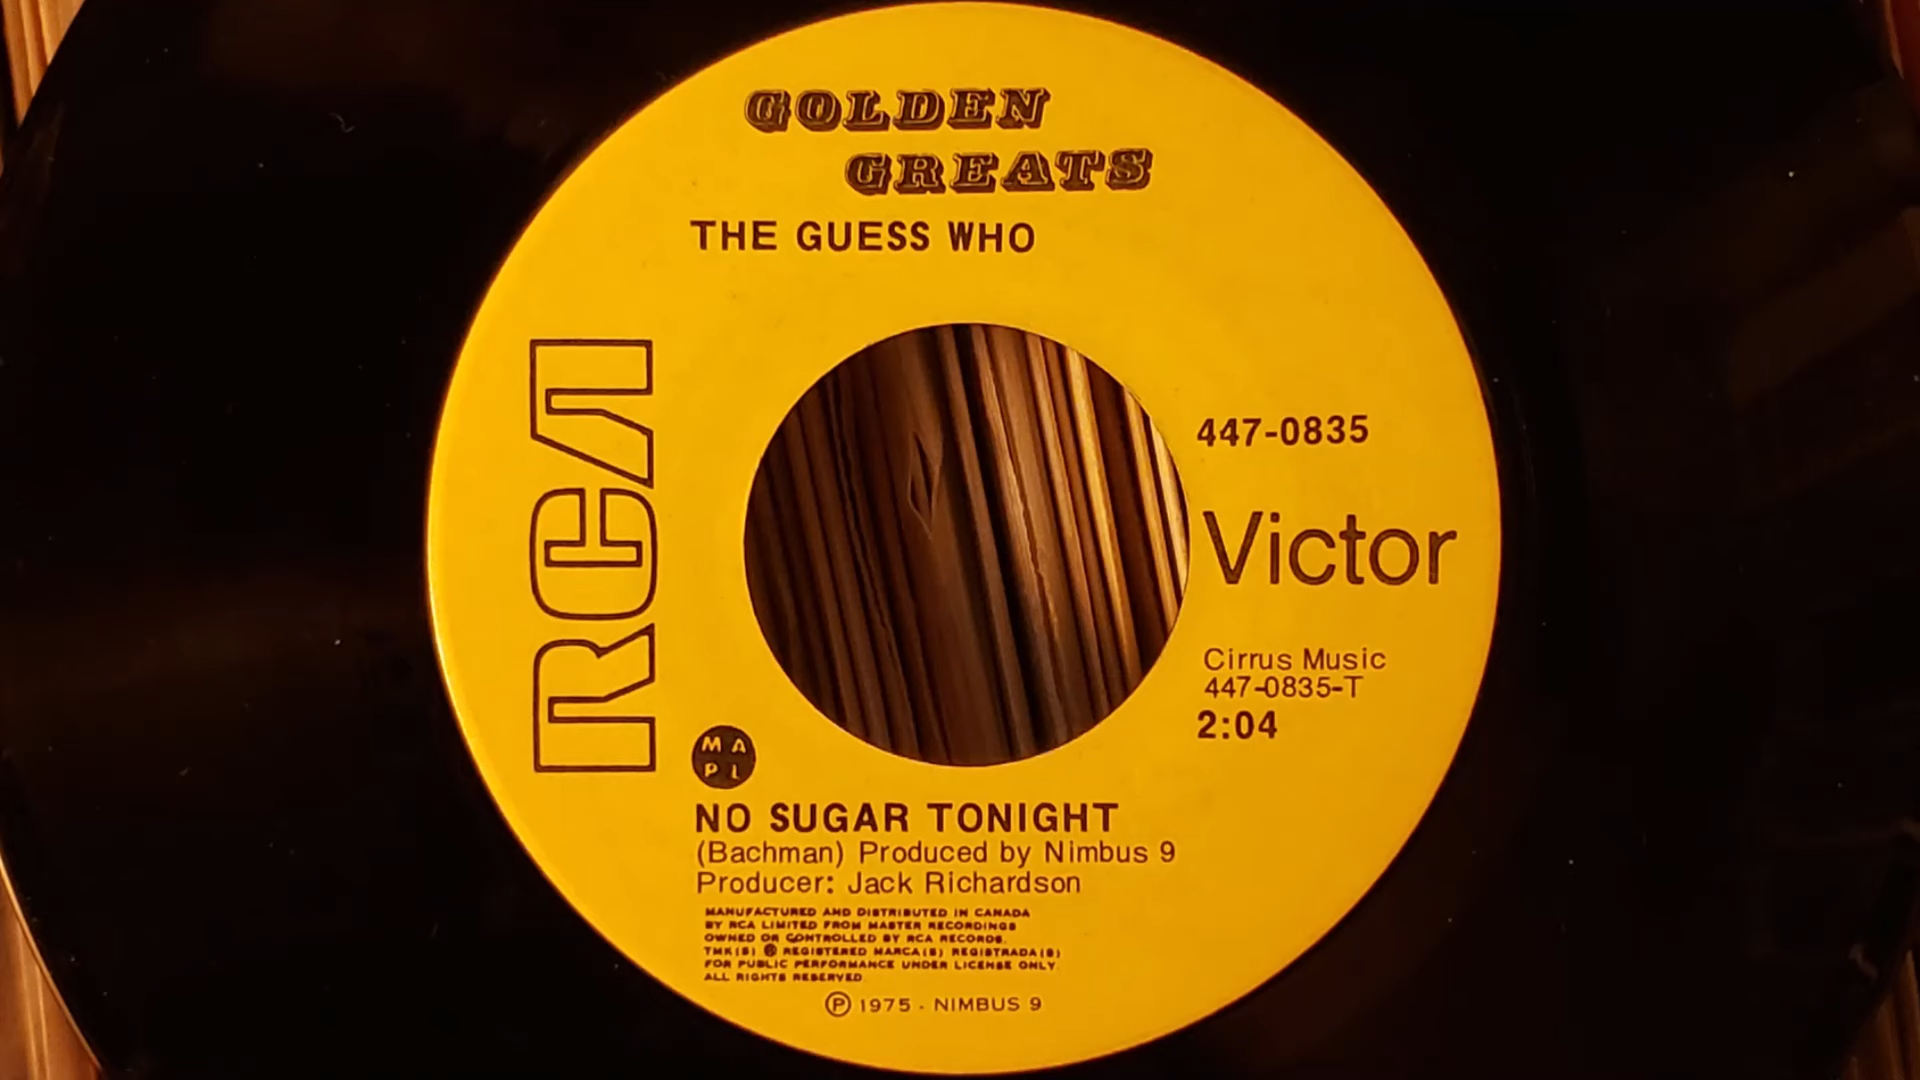 GOLDEN
GREATS
THE GUESS WHO
RCA
447-0835
Victor
Cirrus Music
447-0835-T
2:04
M A
P L
NO SUGAR TONIGHT
(Bachman) Produced by Nimbus 9
Producer: Jack Richardson
MANUFACTURED AND DISTRIBUTED IN CANADA
BY RCA LIMITED FROM MASTER RECORDINGS
OWNED OR CONTROLLED BY RCA RECORDS.
TMK(S) ® REGISTERED MARCA(S) REGISTRADA(S)
FOR PUBLIC PERFORMANCE UNDER LICENSE ONLY.
ALL RIGHTS RESERVED.
℗ 1975 - NIMBUS 9